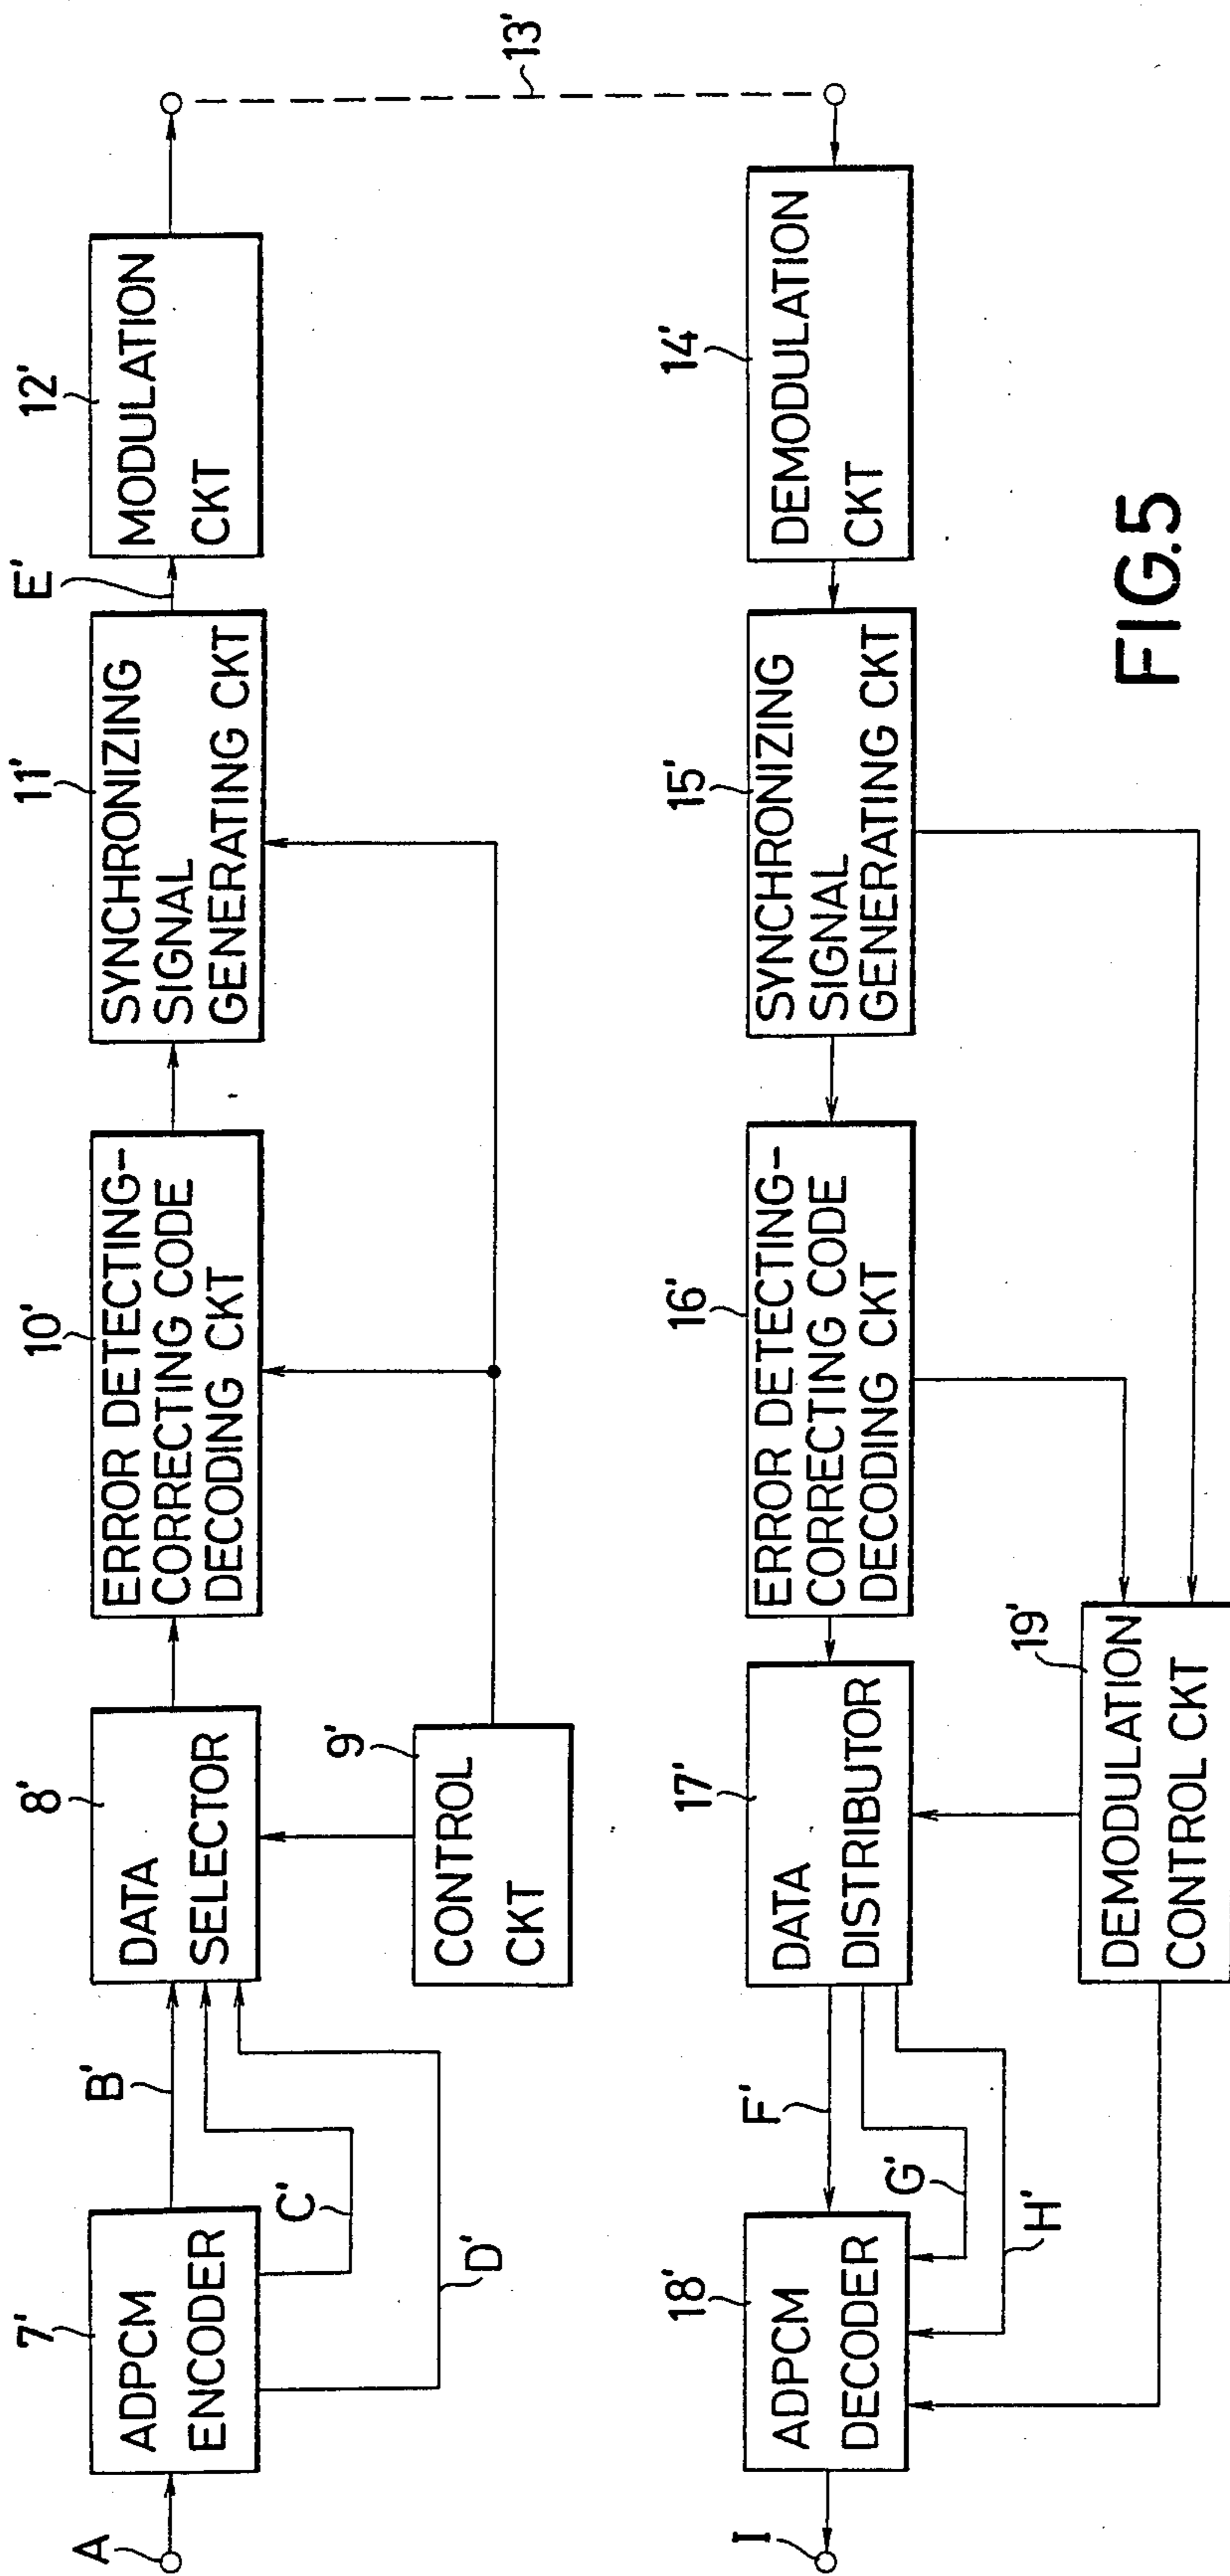 A
7'
ADPCM
ENCODER
B'
C'
D'
8'
DATA
SELECTOR
9'
CONTROL
CKT
10'
ERROR DETECTING-
CORRECTING CODE
DECODING CKT
11'
SYNCHRONIZING
SIGNAL
GENERATING CKT
E'
12'
MODULATION
CKT
13'
14'
DEMODULATION
CKT
15'
SYNCHRONIZING
SIGNAL
GENERATING CKT
16'
ERROR DETECTING-
CORRECTING CODE
DECODING CKT
17'
DATA
DISTRIBUTOR
F'
G'
H'
18'
ADPCM
DECODER
I
19'
DEMODULATION
CONTROL CKT
FIG.5